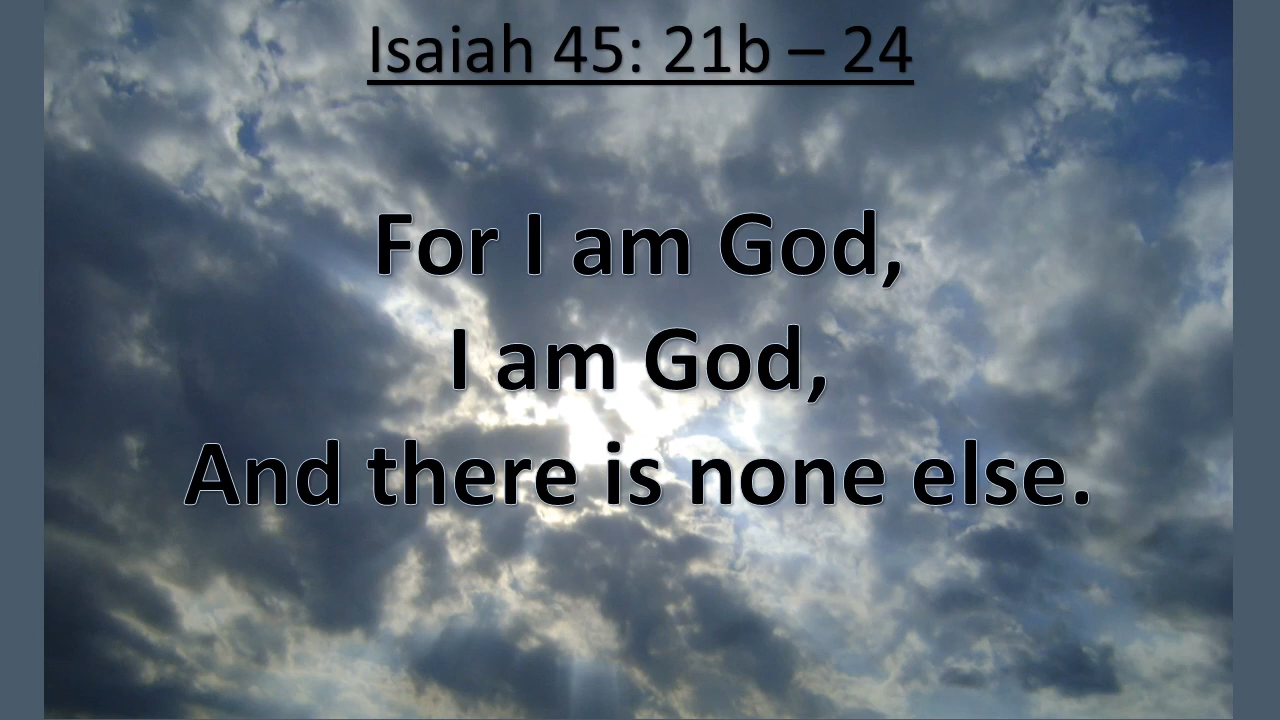 Isaiah 45: 21b – 24
For I am God,
I am God,
And there is none else.